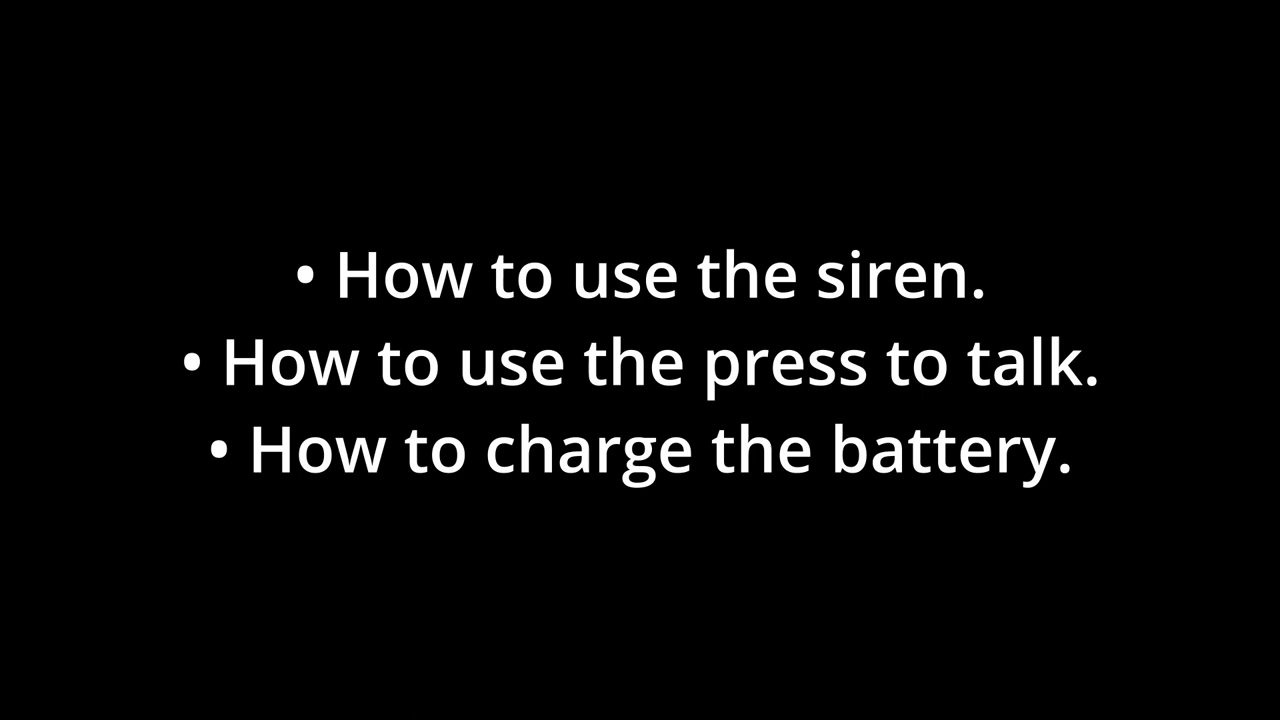 • How to use the siren.
• How to use the press to talk.
• How to charge the battery.